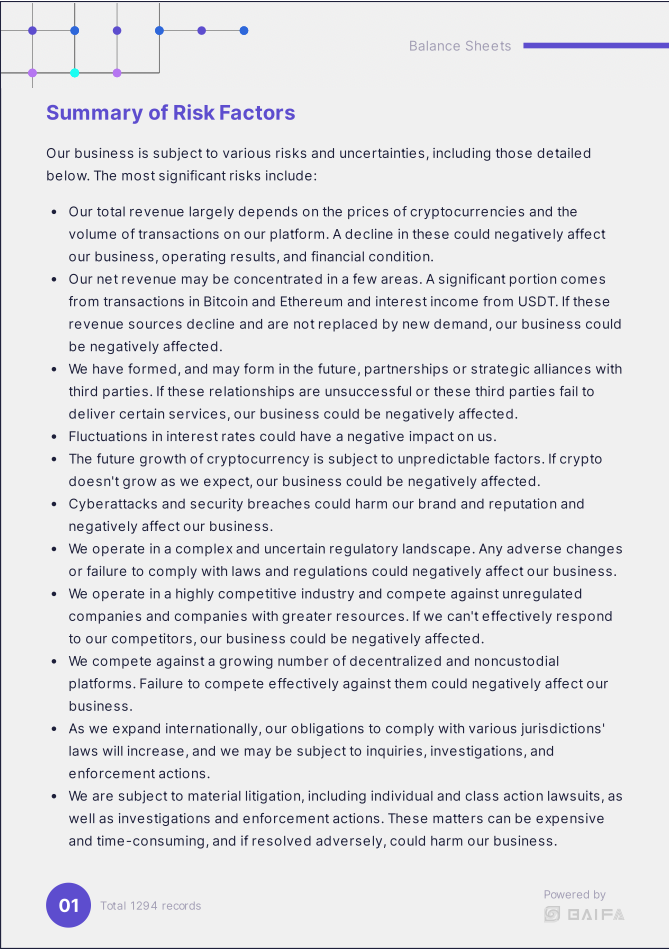 Balance Sheets
Summary of Risk Factors
Our business is subject to various risks and uncertainties, including those detailed
below. The most significant risks include:
• Our total revenue largely depends on the prices of cryptocurrencies and the
volume of transactions on our platform. A decline in these could negatively affect
our business, operating results, and financial condition.
• Our net revenue may be concentrated in a few areas. A significant portion comes
from transactions in Bitcoin and Ethereum and interest income from USDT. If these
revenue sources decline and are not replaced by new demand, our business could
be negatively affected.
• We have formed, and may form in the future, partnerships or strategic alliances with
third parties. If these relationships are unsuccessful or these third parties fail to
deliver certain services, our business could be negatively affected.
• Fluctuations in interest rates could have a negative impact on us.
• The future growth of cryptocurrency is subject to unpredictable factors. If crypto
doesn't grow as we expect, our business could be negatively affected.
• Cyberattacks and security breaches could harm our brand and reputation and
negatively affect our business.
• We operate in a complex and uncertain regulatory landscape. Any adverse changes
or failure to comply with laws and regulations could negatively affect our business.
• We operate in a highly competitive industry and compete against unregulated
companies and companies with greater resources. If we can't effectively respond
to our competitors, our business could be negatively affected.
• We compete against a growing number of decentralized and noncustodial
platforms. Failure to compete effectively against them could negatively affect our
business.
• As we expand internationally, our obligations to comply with various jurisdictions'
laws will increase, and we may be subject to inquiries, investigations, and
enforcement actions.
• We are subject to material litigation, including individual and class action lawsuits, as
well as investigations and enforcement actions. These matters can be expensive
and time-consuming, and if resolved adversely, could harm our business.
01
Total 1294 records
Powered by
BAIFA